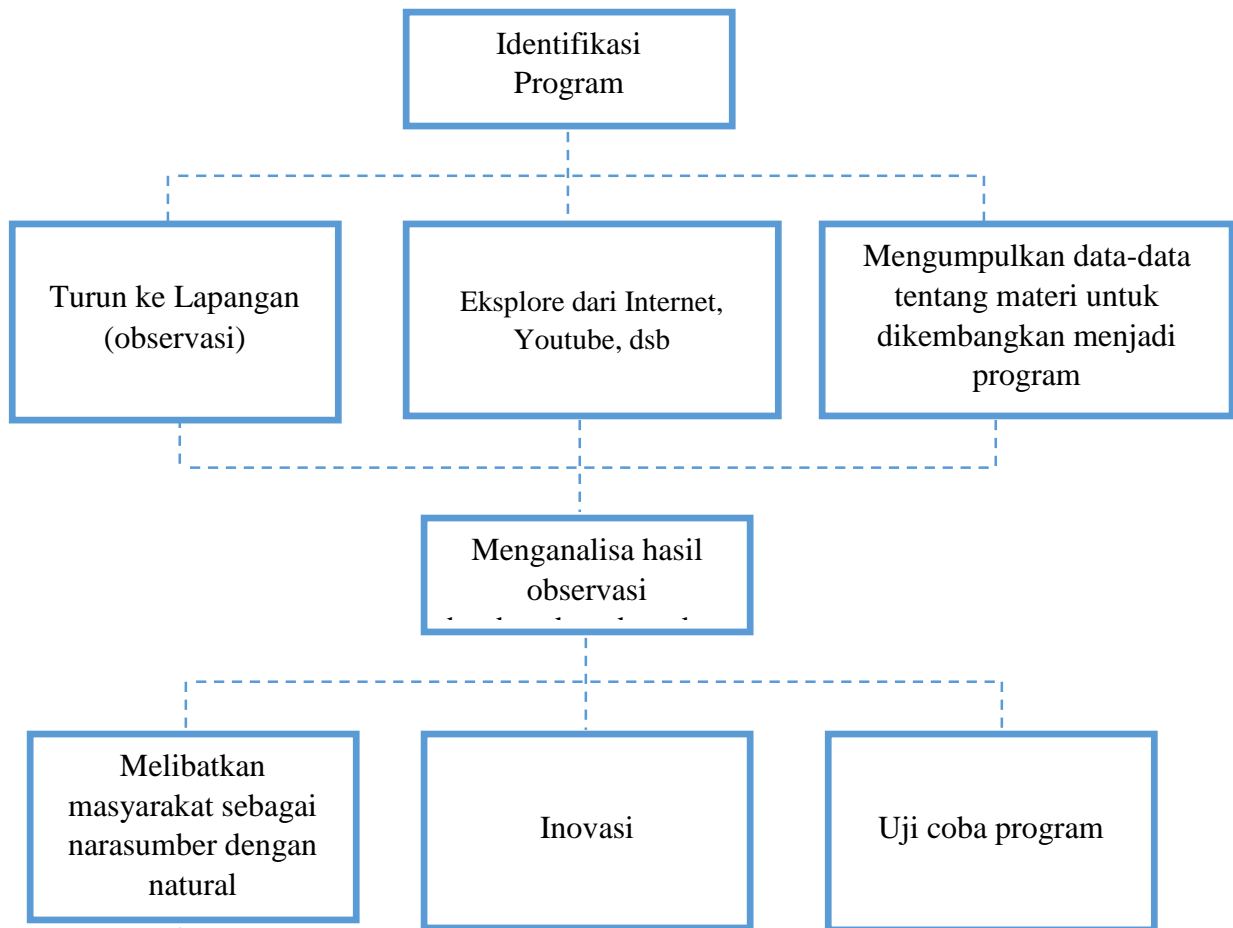 Identifikasi
Program
Turun ke Lapangan
(observasi)
Eksplore dari Internet,
Youtube, dsb
Mengumpulkan data-data
tentang materi untuk
dikembangkan menjadi
program
Menganalisa hasil
observasi
Melibatkan
masyarakat sebagai
narasumber dengan
natural
Inovasi
Uji coba program